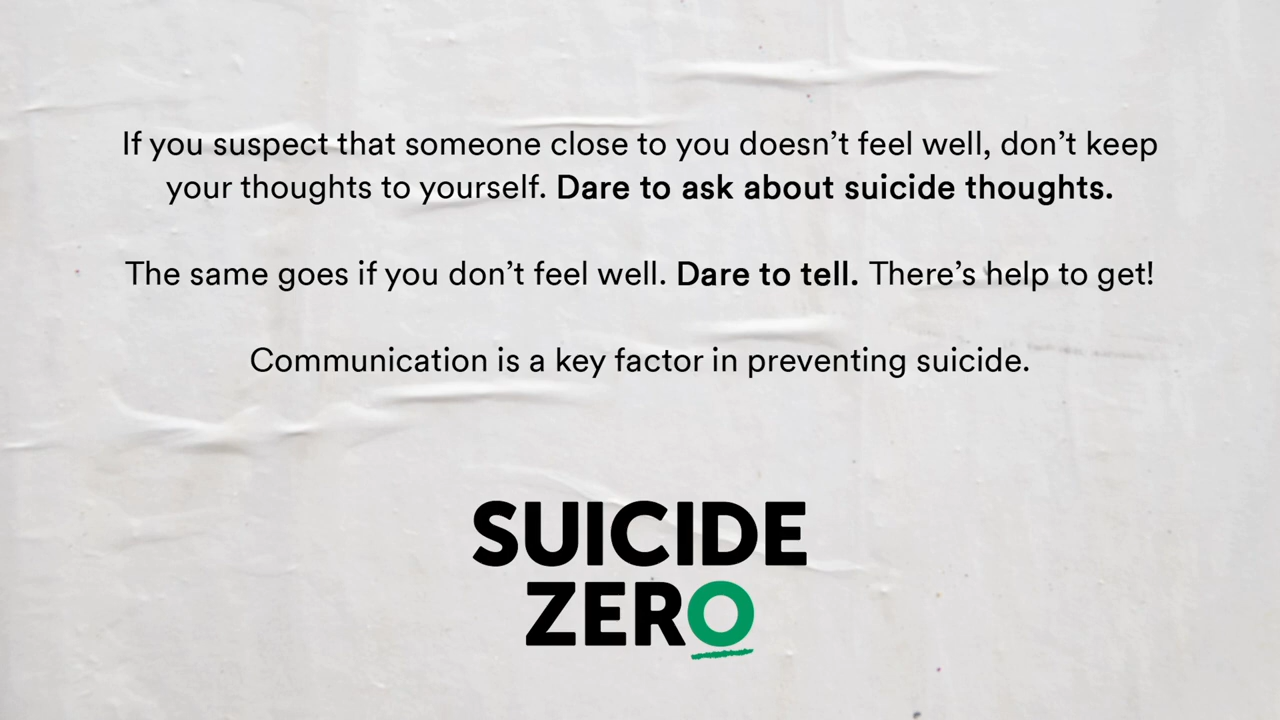 If you suspect that someone close to you doesn’t feel well, don’t keep
your thoughts to yourself. Dare to ask about suicide thoughts.
The same goes if you don’t feel well. Dare to tell. There’s help to get!
Communication is a key factor in preventing suicide.
SUICIDE
ZERO